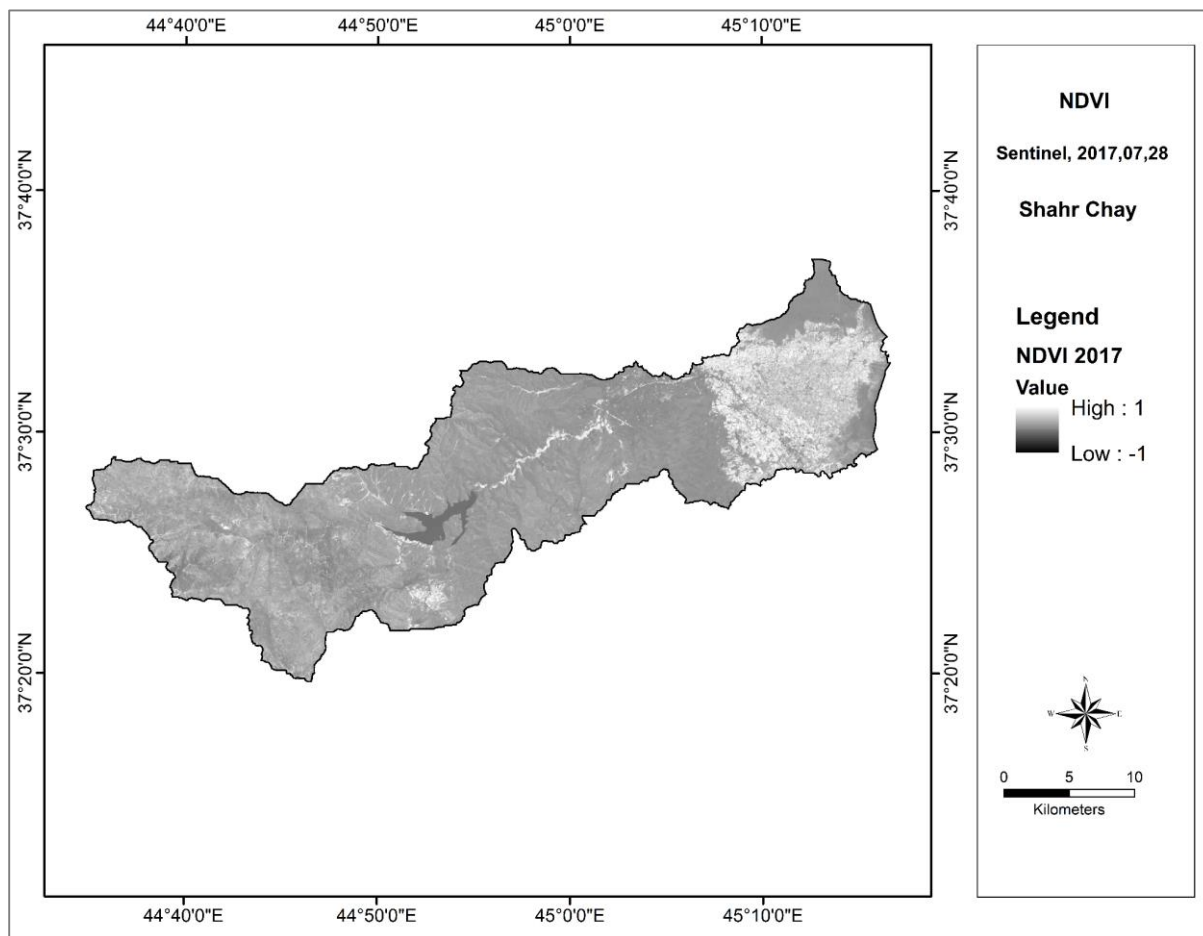 44°40'0"E
44°50'0"E
45°0'0"E
45°10'0"E
37°40'0"N
37°40'0"N
37°30'0"N
37°30'0"N
37°20'0"N
37°20'0"N
44°40'0"E
44°50'0"E
45°0'0"E
45°10'0"E
NDVI
Sentinel, 2017,07,28
Shahr Chay
Legend
NDVI 2017
Value
High : 1
Low : -1
N
W
E
S
0 5 10
Kilometers